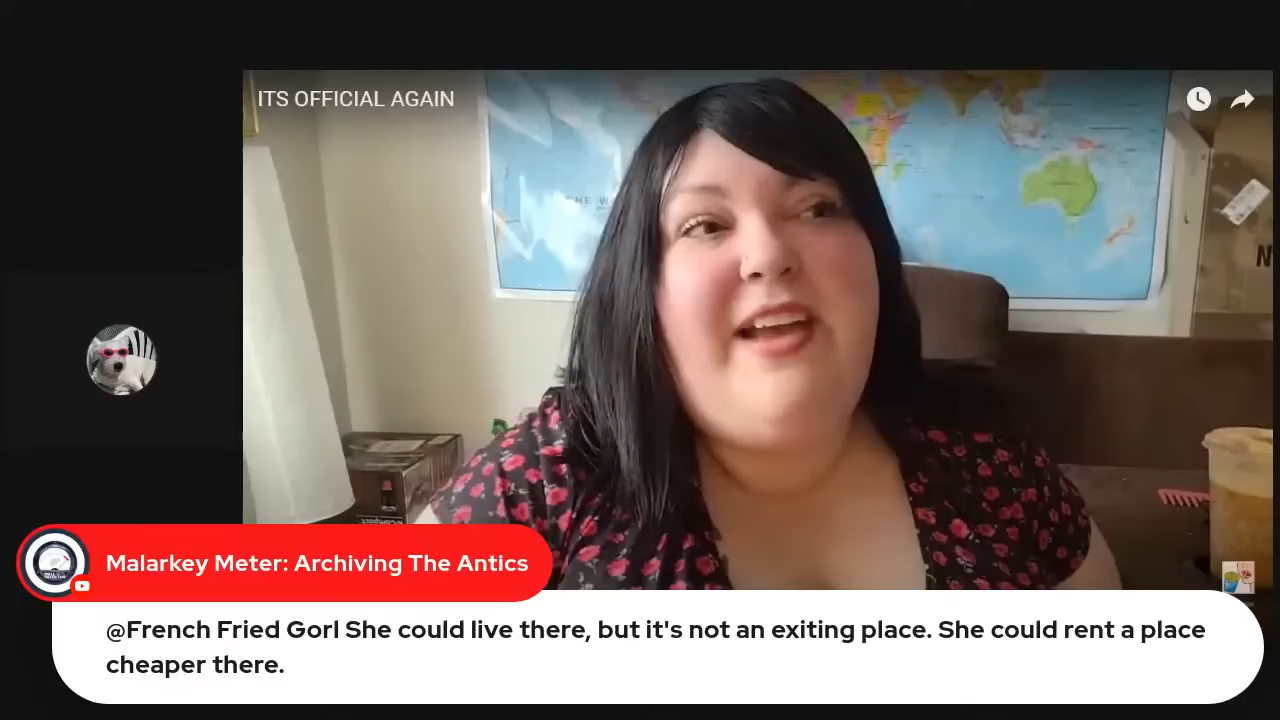 ITS OFFICIAL AGAIN
N
Malarkey Meter: Archiving The Antics
@French Fried Gorl She could live there, but it's not an exiting place. She could rent a place
cheaper there.